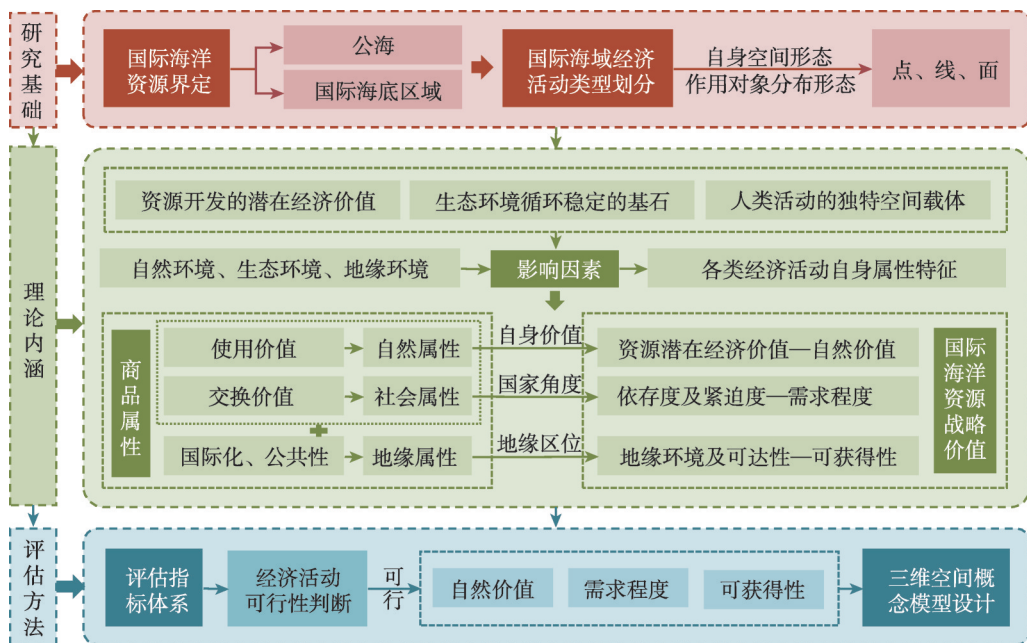 研究基础
国际海洋
资源界定
公海
国际海底区域
国际海域经济
活动类型划分
自身空间形态
作用对象分布形态
点、线、面
理论内涵
资源开发的潜在经济价值
生态环境循环稳定的基石
人类活动的独特空间载体
自然环境、生态环境、地缘环境
影响因素
各类经济活动自身属性特征
商品属性
使用价值
自然属性
自身价值
资源潜在经济价值—自然价值
交换价值
社会属性
国家角度
依存度及紧迫度—需求程度
国际化、公共性
地缘属性
地缘区位
地缘环境及可达性—可获得性
国际
海洋
资源
战略
价值
评估方法
评估指
标体系
经济活动
可行性判断
可行
自然价值
需求程度
可获得性
三维空间概
念模型设计